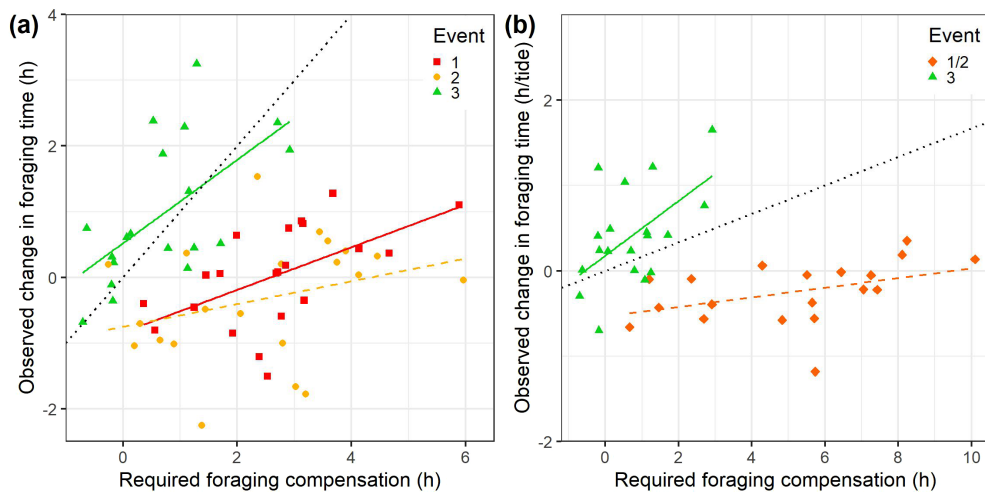 (a)
Observed change in foraging time (h)
4
2
0
-2
Event
1
2
3
0 2 4 6
Required foraging compensation (h)
(b)
Observed change in foraging time (h/tide)
2
0
-2
Event
1/2
3
0 2 4 6 8 10
Required foraging compensation (h)